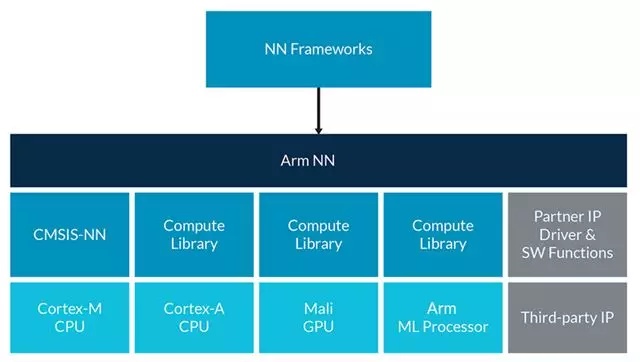 NN Frameworks
Arm NN
CMSIS-NN
Compute
Library
Compute
Library
Compute
Library
Partner IP
Driver &
SW Functions
Cortex-M
CPU
Cortex-A
CPU
Mali
GPU
Arm
ML Processor
Third-party IP